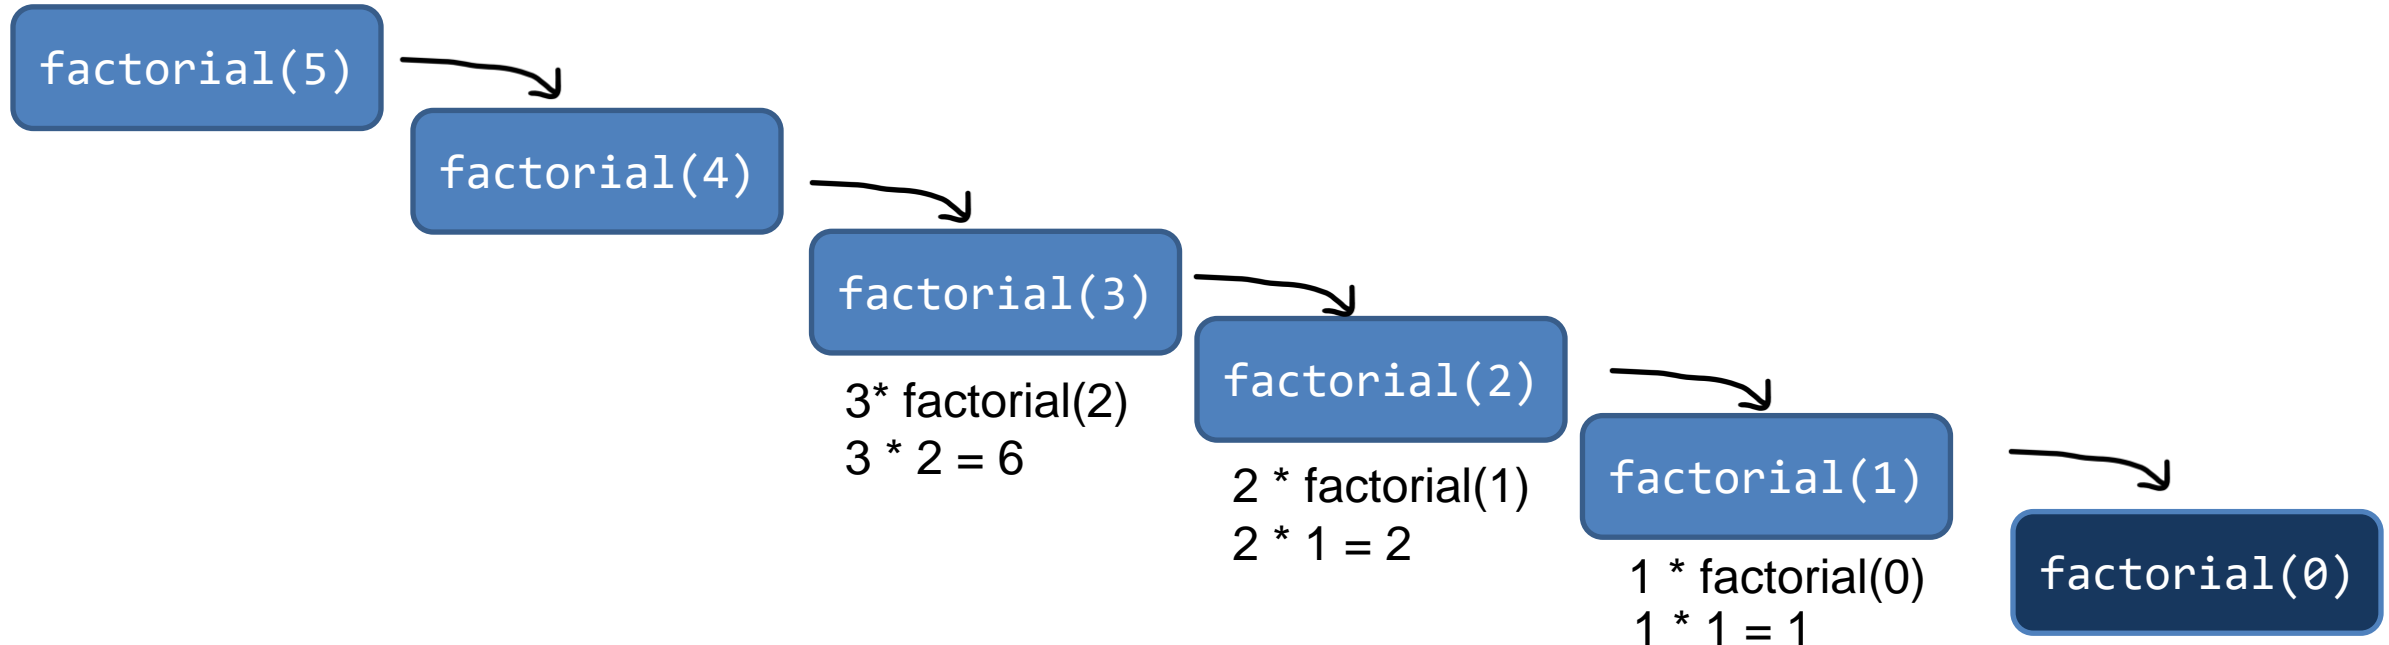 factorial(5)
factorial(4)
factorial(3)
3* factorial(2)
3 * 2 = 6
factorial(2)
2 * factorial(1)
2 * 1 = 2
factorial(1)
1 * factorial(0)
1 * 1 = 1
factorial(0)